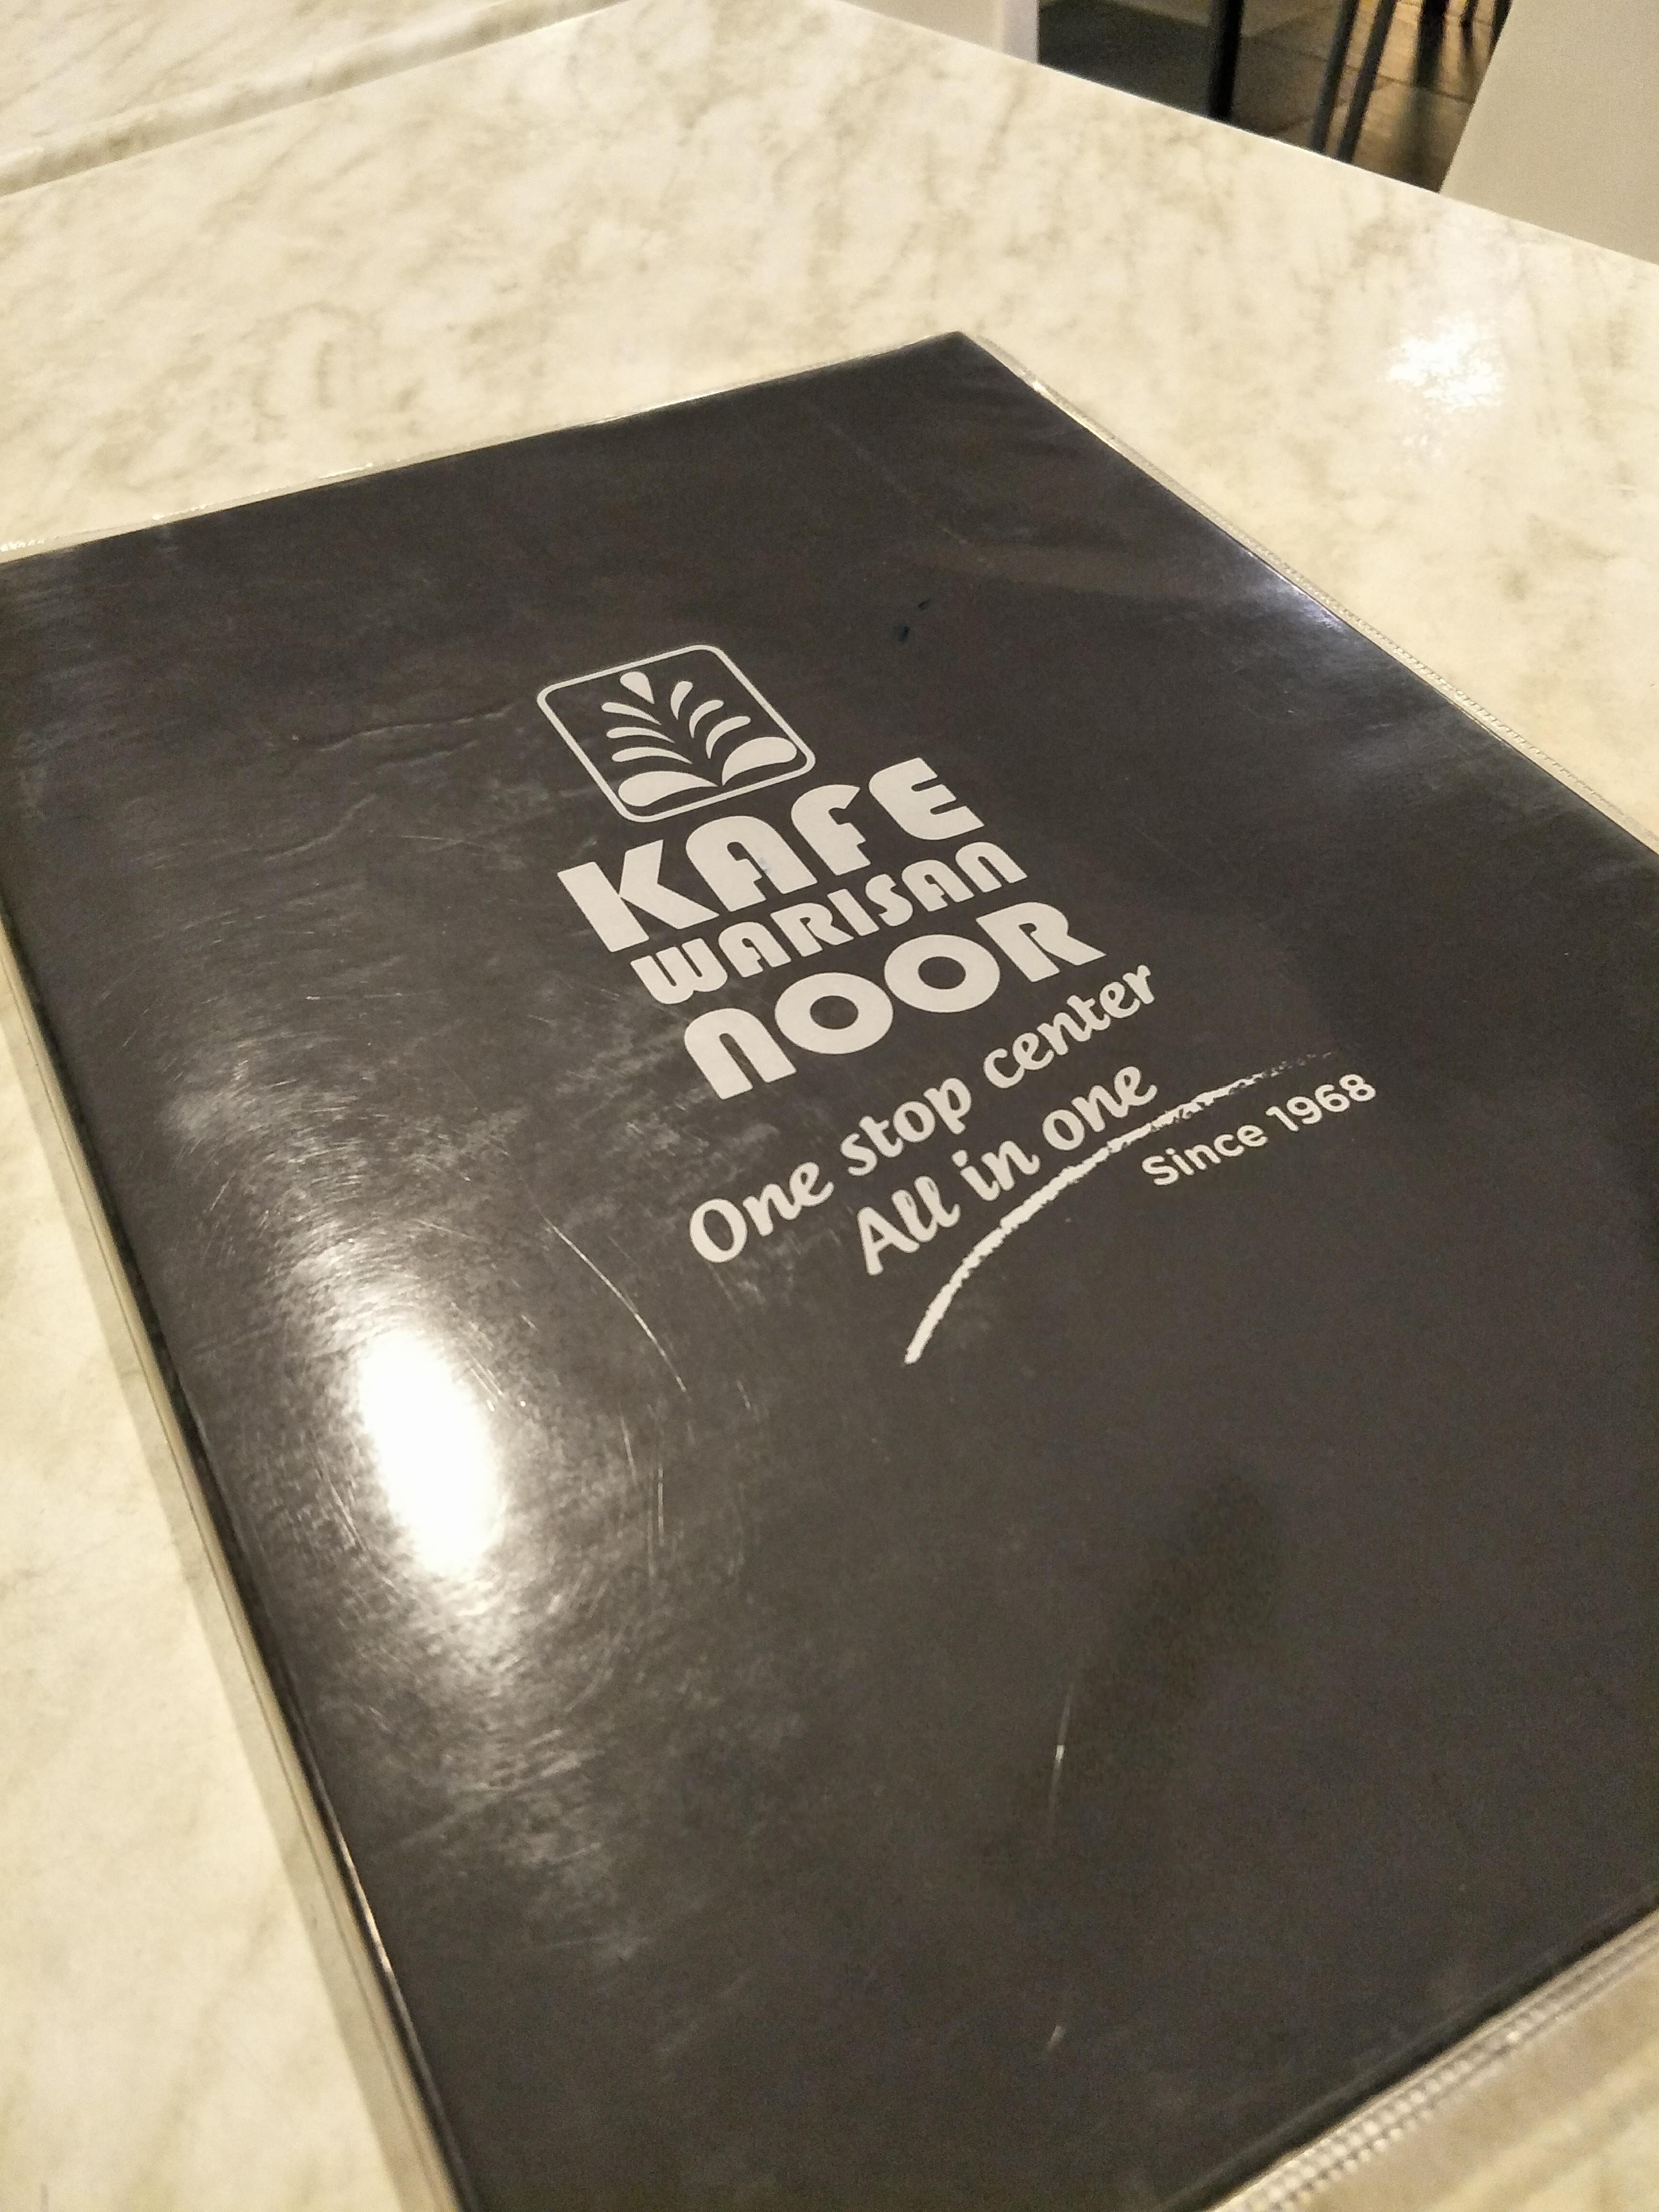 KAFE
WARISAN
NOOR
One stop center
All in one
Since 1968